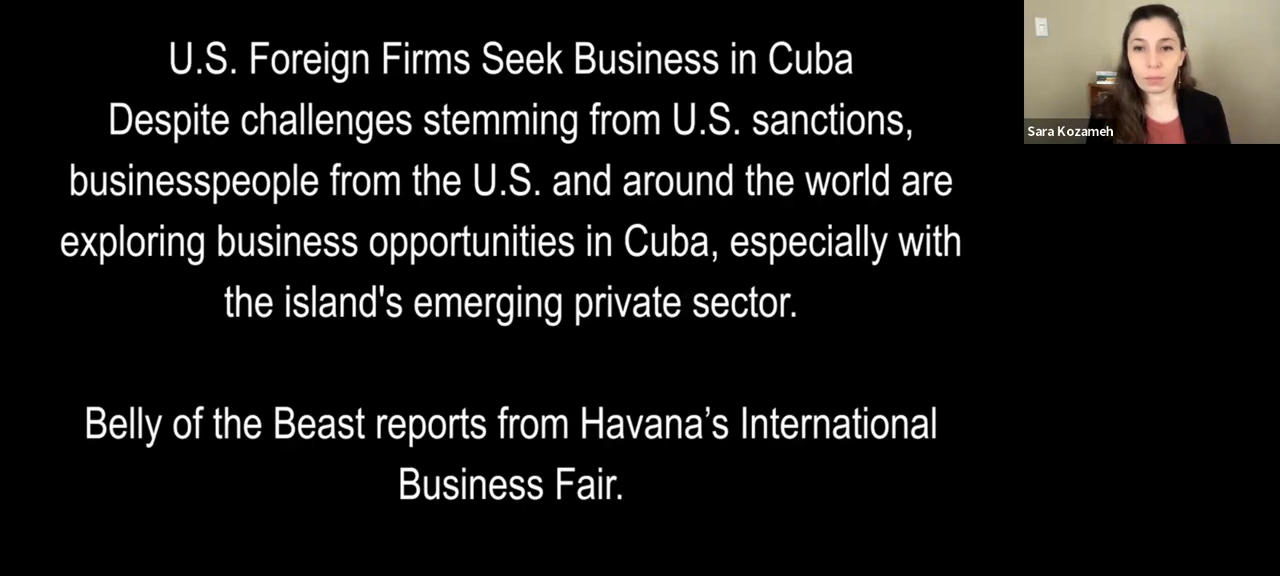 U.S. Foreign Firms Seek Business in Cuba
Despite challenges stemming from U.S. sanctions,
businesspeople from the U.S. and around the world are
exploring business opportunities in Cuba, especially with
the island's emerging private sector.
Belly of the Beast reports from Havana’s International
Business Fair.
Sara Kozameh